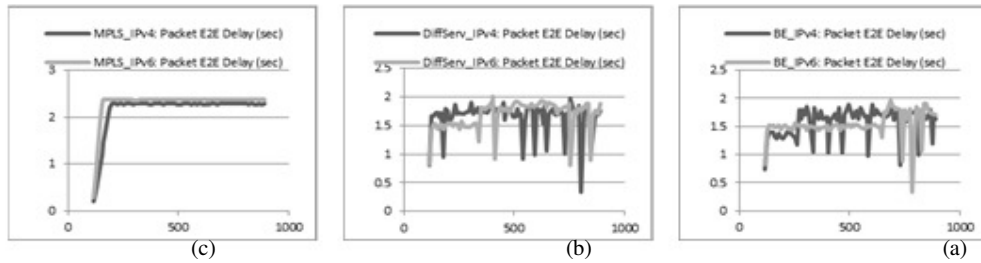 MPLS_IPv4: Packet E2E Delay (sec)
MPLS_IPv6: Packet E2E Delay (sec)
3
2
1
0
0
500
1000
(c)
DiffServ_IPv4: Packet E2E Delay (sec)
DiffServ_IPv6: Packet E2E Delay (sec)
2.5
2
1.5
1
0.5
0
0
500
1000
(b)
BE_IPv4: Packet E2E Delay (sec)
BE_IPv6: Packet E2E Delay (sec)
2.5
2
1.5
1
0.5
0
0
500
1000
(a)